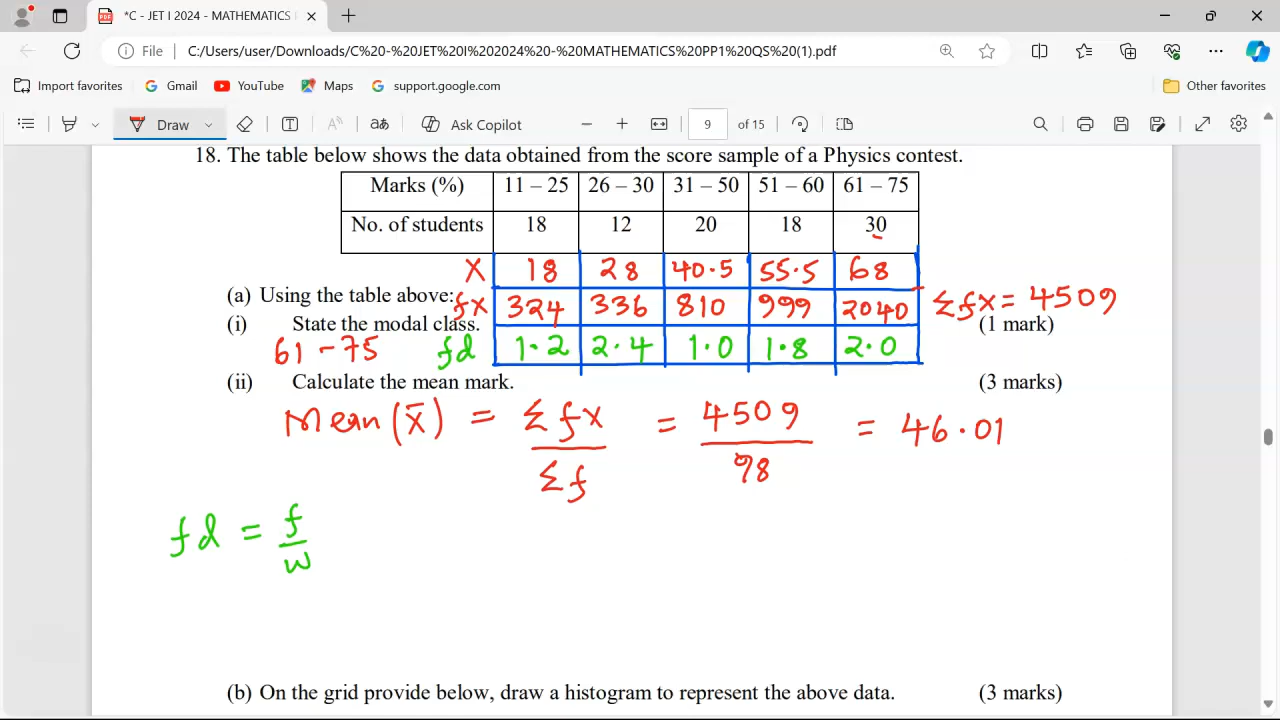 *C - JET I 2024 - MATHEMATICS P
File C:/Users/user/Downloads/C%20-%20JET%20I%202024%20-%20MATHEMATICS%20PP1%20QS%20(1).pdf
Import favorites Gmail YouTube Maps support.google.com Other favorites
Draw T A aあ Ask Copilot 9 of 15
18. The table below shows the data obtained from the score sample of a Physics contest.
Marks (%) 11 – 25 26 – 30 31 – 50 51 – 60 61 – 75
No. of students 18 12 20 18 30
x 18 28 40.5 55.5 68
(a) Using the table above:
fx 324 336 810 999 2040 Σfx = 4509
(i) State the modal class. (1 mark)
61 – 75
fd 1.2 2.4 1.0 1.8 2.0
(ii) Calculate the mean mark. (3 marks)
Mean (x̄) = Σfx / Σf = 4509 / 98 = 46.01
fd = f / w
(b) On the grid provide below, draw a histogram to represent the above data. (3 marks)